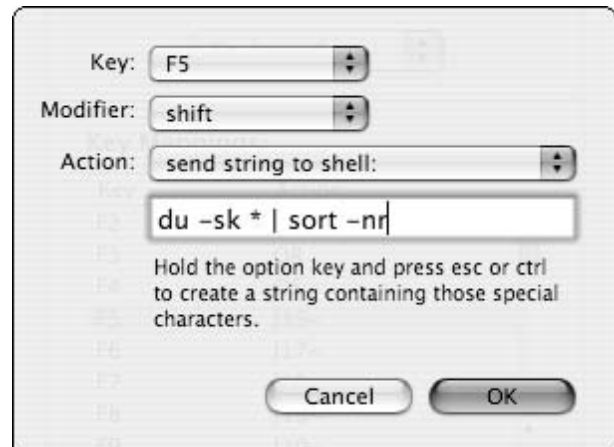 Key: F5
Modifier: shift
Action: send string to shell:
du -sk * | sort -nr
Hold the option key and press esc or ctrl
to create a string containing those special
characters.
Cancel OK